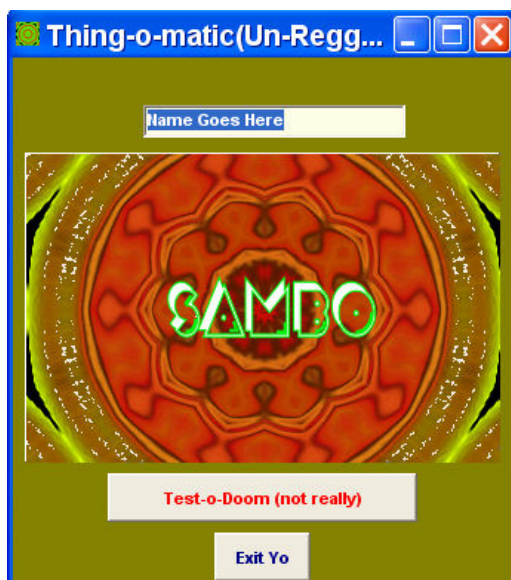 Thing-o-matic(Un-Regg...
Name Goes Here
SAMBO
Test-o-Doom (not really)
Exit Yo